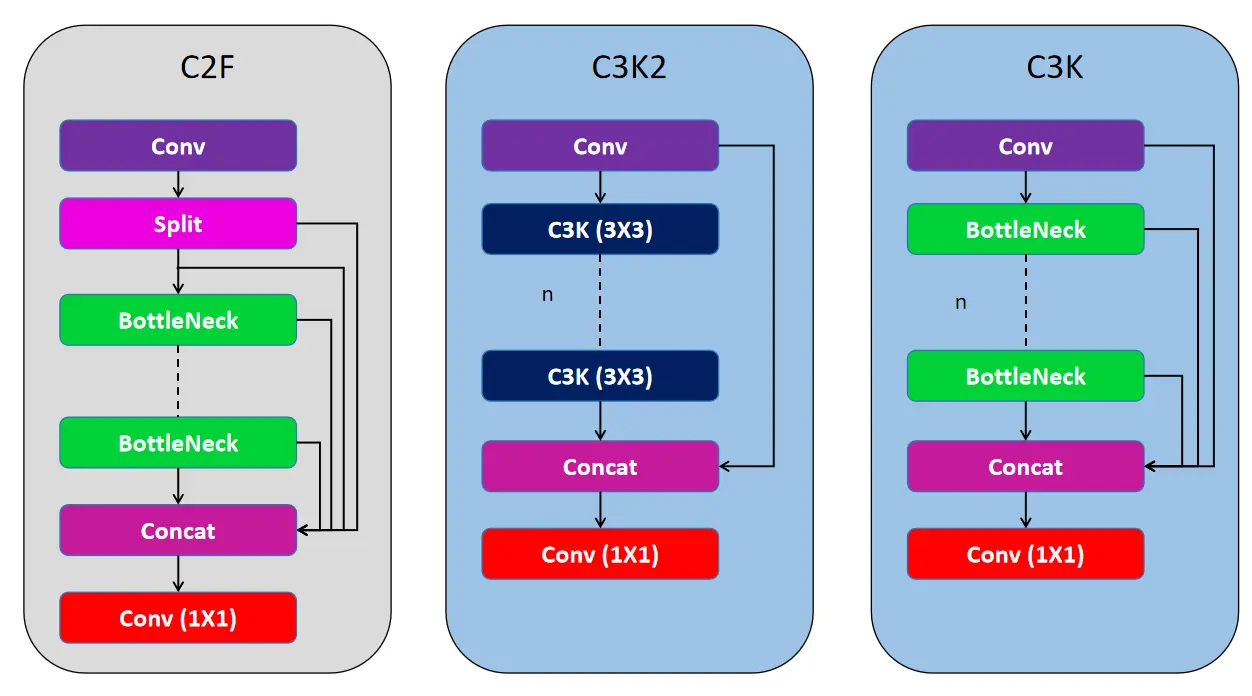 C2F
Conv
Split
BottleNeck
BottleNeck
Concat
Conv (1X1)
C3K2
Conv
C3K (3X3)
n
C3K (3X3)
Concat
Conv (1X1)
C3K
Conv
BottleNeck
n
BottleNeck
Concat
Conv (1X1)